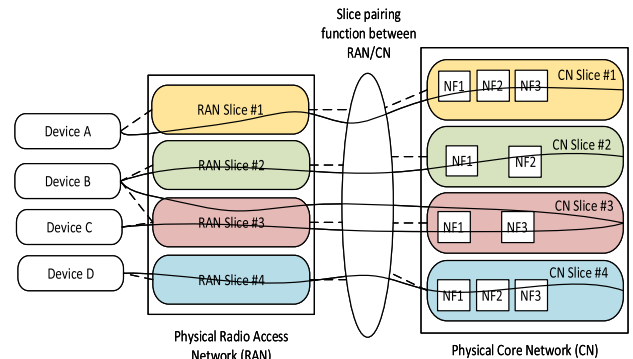 Slice pairing
function between
RAN/CN
Device A
Device B
Device C
Device D
RAN Slice #1
RAN Slice #2
RAN Slice #3
RAN Slice #4
Physical Radio Access
Network (RAN)
CN Slice #1
NF1 NF2 NF3
CN Slice #2
NF1 NF2
CN Slice #3
NF1 NF3
CN Slice #4
NF1 NF2 NF3
Physical Core Network (CN)